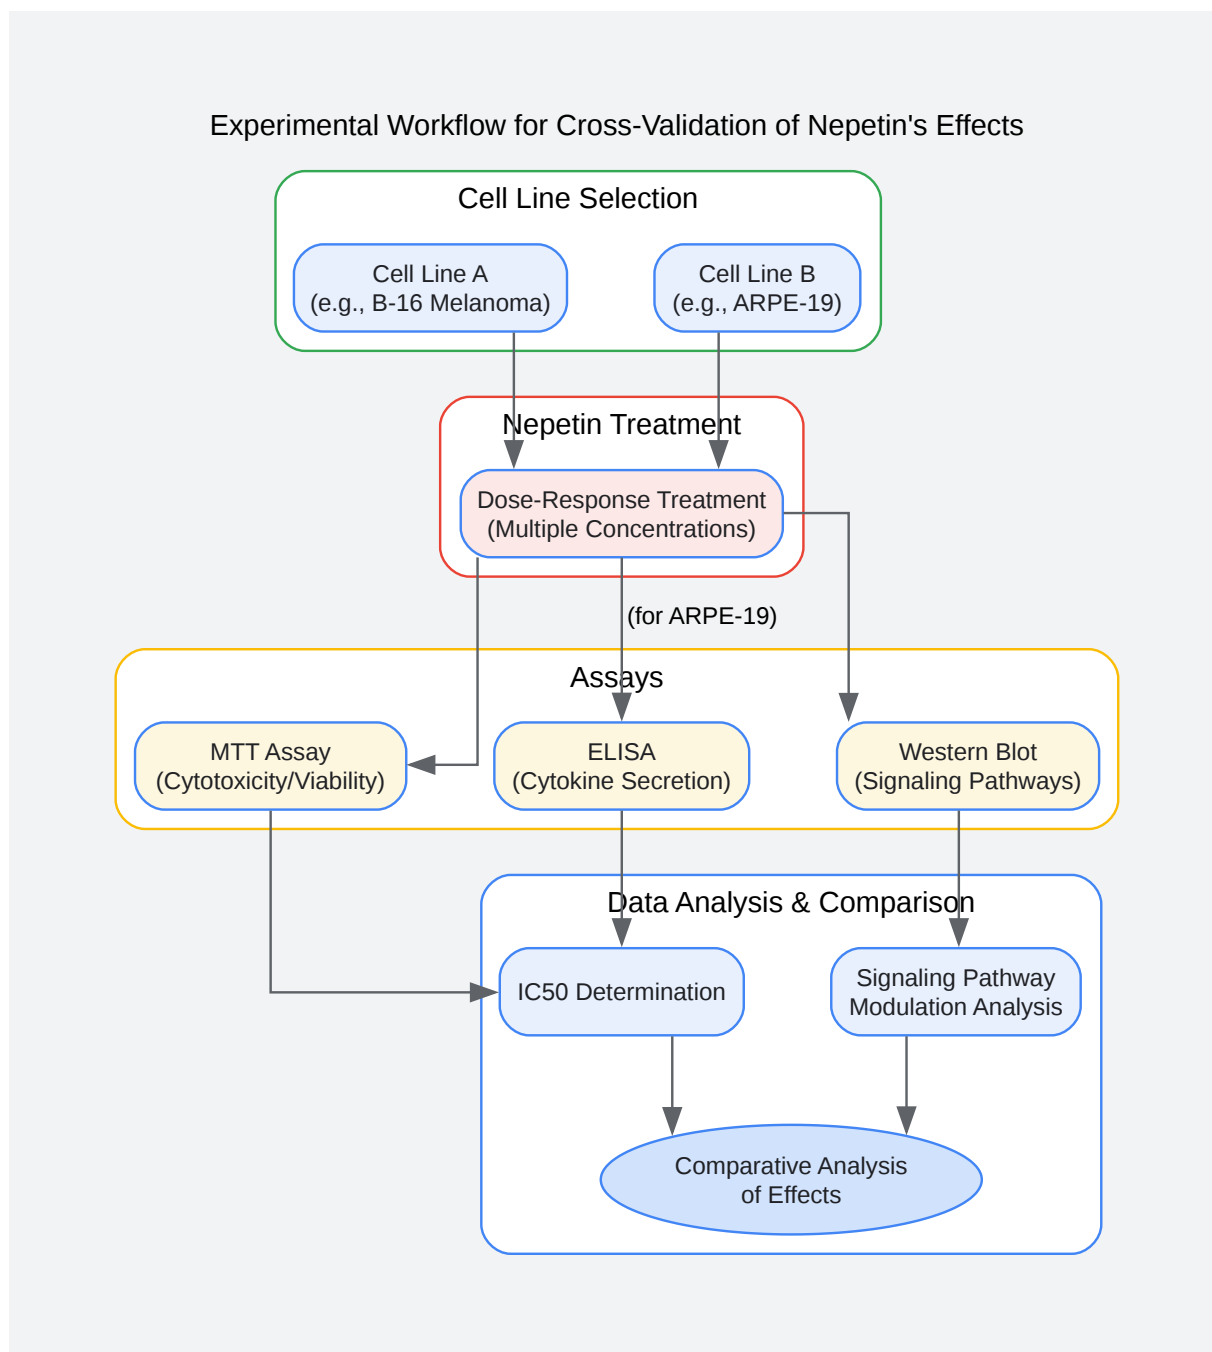 Experimental Workflow for Cross-Validation of Nepetin's Effects
Cell Line Selection
Cell Line A
(e.g., B-16 Melanoma)
Cell Line B
(e.g., ARPE-19)
Nepetin Treatment
Dose-Response Treatment
(Multiple Concentrations)
(for ARPE-19)
Assays
MTT Assay
(Cytotoxicity/Viability)
ELISA
(Cytokine Secretion)
Western Blot
(Signaling Pathways)
Data Analysis & Comparison
IC50 Determination
Signaling Pathway
Modulation Analysis
Comparative Analysis
of Effects